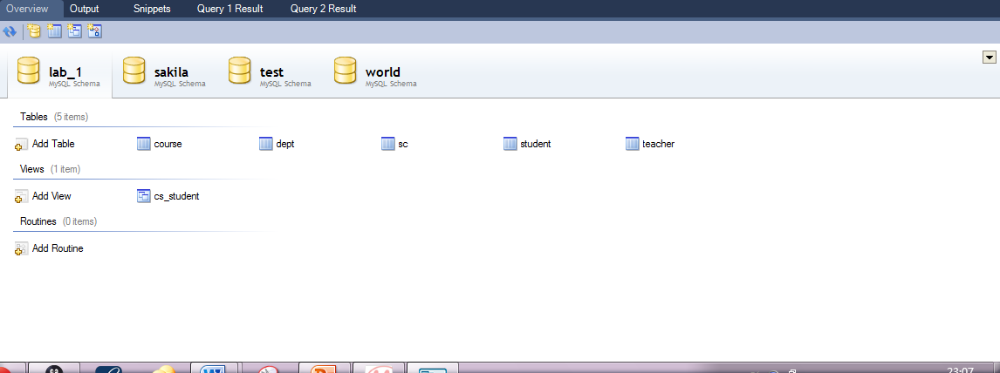 Overview Output Snippets Query 1 Result Query 2 Result
lab_1 sakila test world
MySQL Schema MySQL Schema MySQL Schema MySQL Schema
Tables (5 items)
Add Table course dept sc student teacher
Views (1 item)
Add View cs_student
Routines (0 items)
Add Routine
23:07